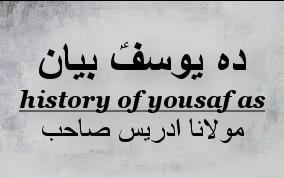 ده یوسفؑ بیان
history of yousaf as
مولانا ادریس صاحب